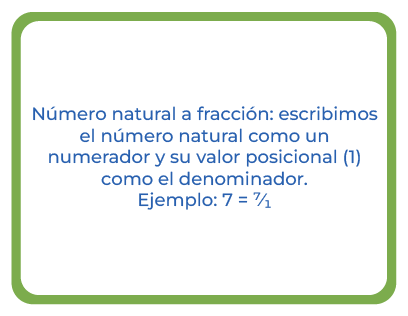 Número natural a fracción: escribimos
el número natural como un
numerador y su valor posicional (1)
como el denominador.
Ejemplo: 7 = ⁷⁄₁